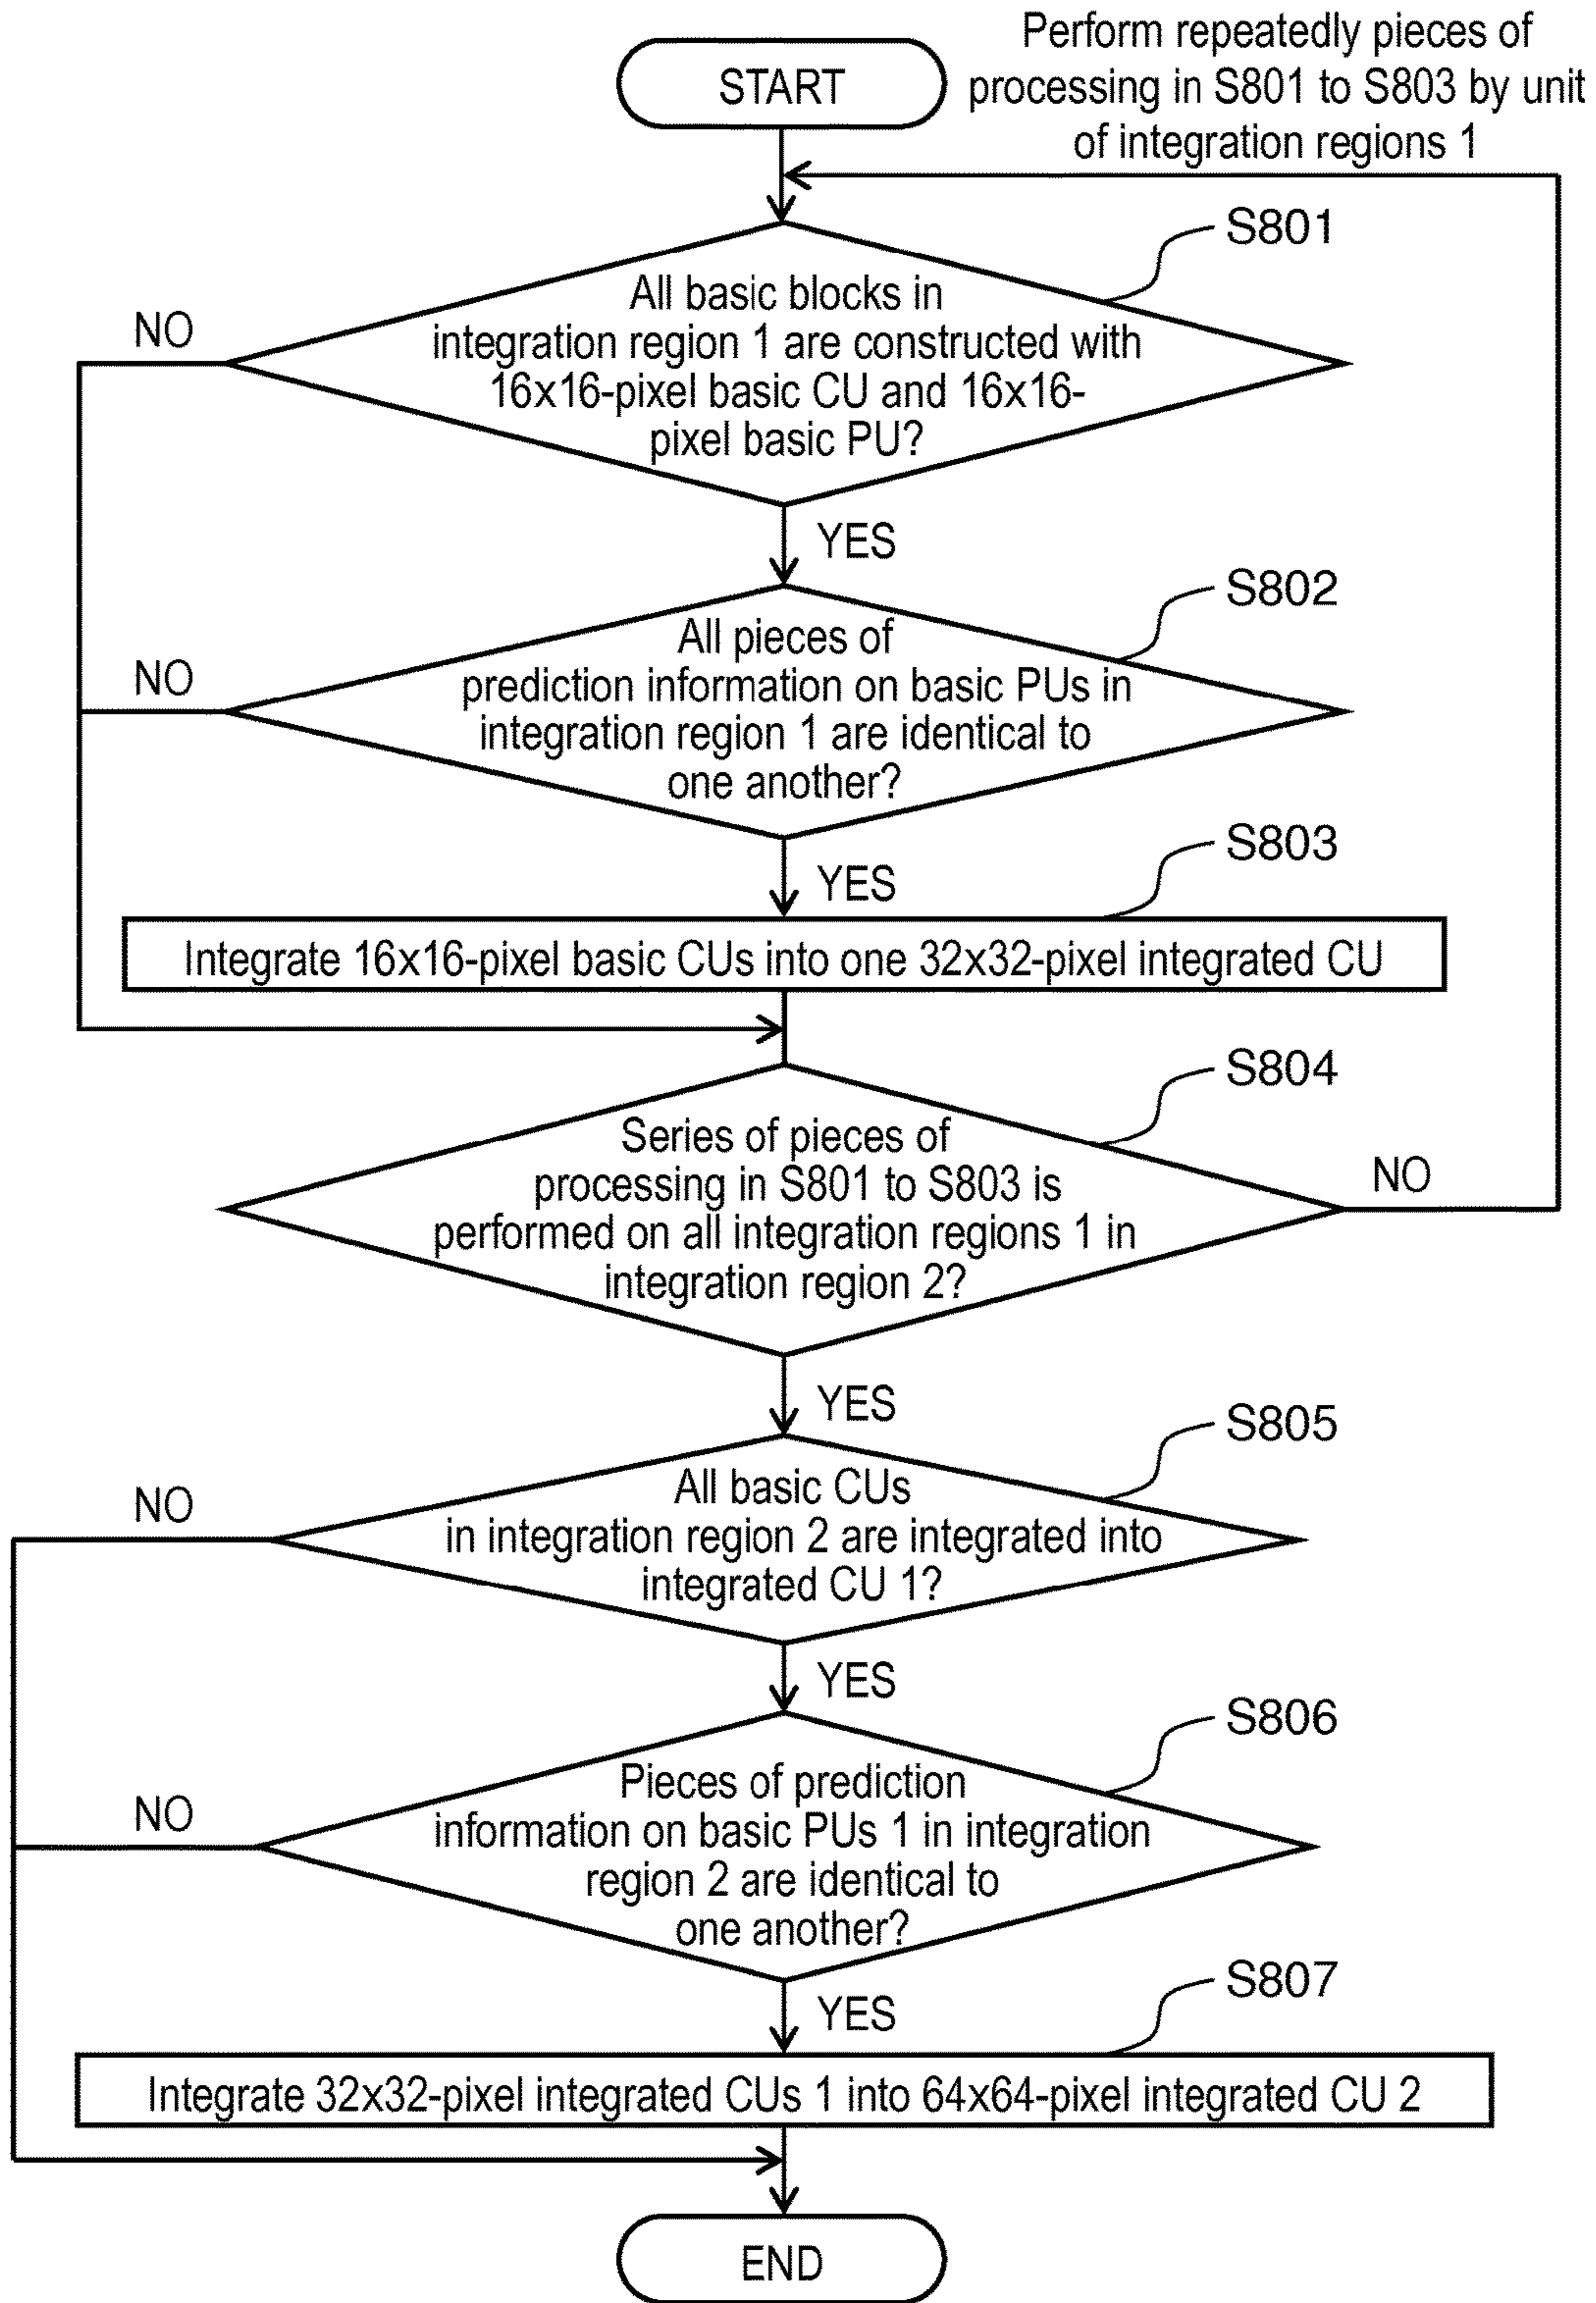 Perform repeatedly pieces of
processing in S801 to S803 by unit
of integration regions 1
START
S801
All basic blocks in
integration region 1 are constructed with
16x16-pixel basic CU and 16x16-
pixel basic PU?
NO
YES
S802
All pieces of
prediction information on basic PUs in
integration region 1 are identical to
one another?
NO
YES
S803
Integrate 16x16-pixel basic CUs into one 32x32-pixel integrated CU
S804
Series of pieces of
processing in S801 to S803 is
performed on all integration regions 1 in
integration region 2?
NO
YES
S805
All basic CUs
in integration region 2 are integrated into
integrated CU 1?
NO
YES
S806
Pieces of prediction
information on basic PUs 1 in integration
region 2 are identical to
one another?
NO
YES
S807
Integrate 32x32-pixel integrated CUs 1 into 64x64-pixel integrated CU 2
END